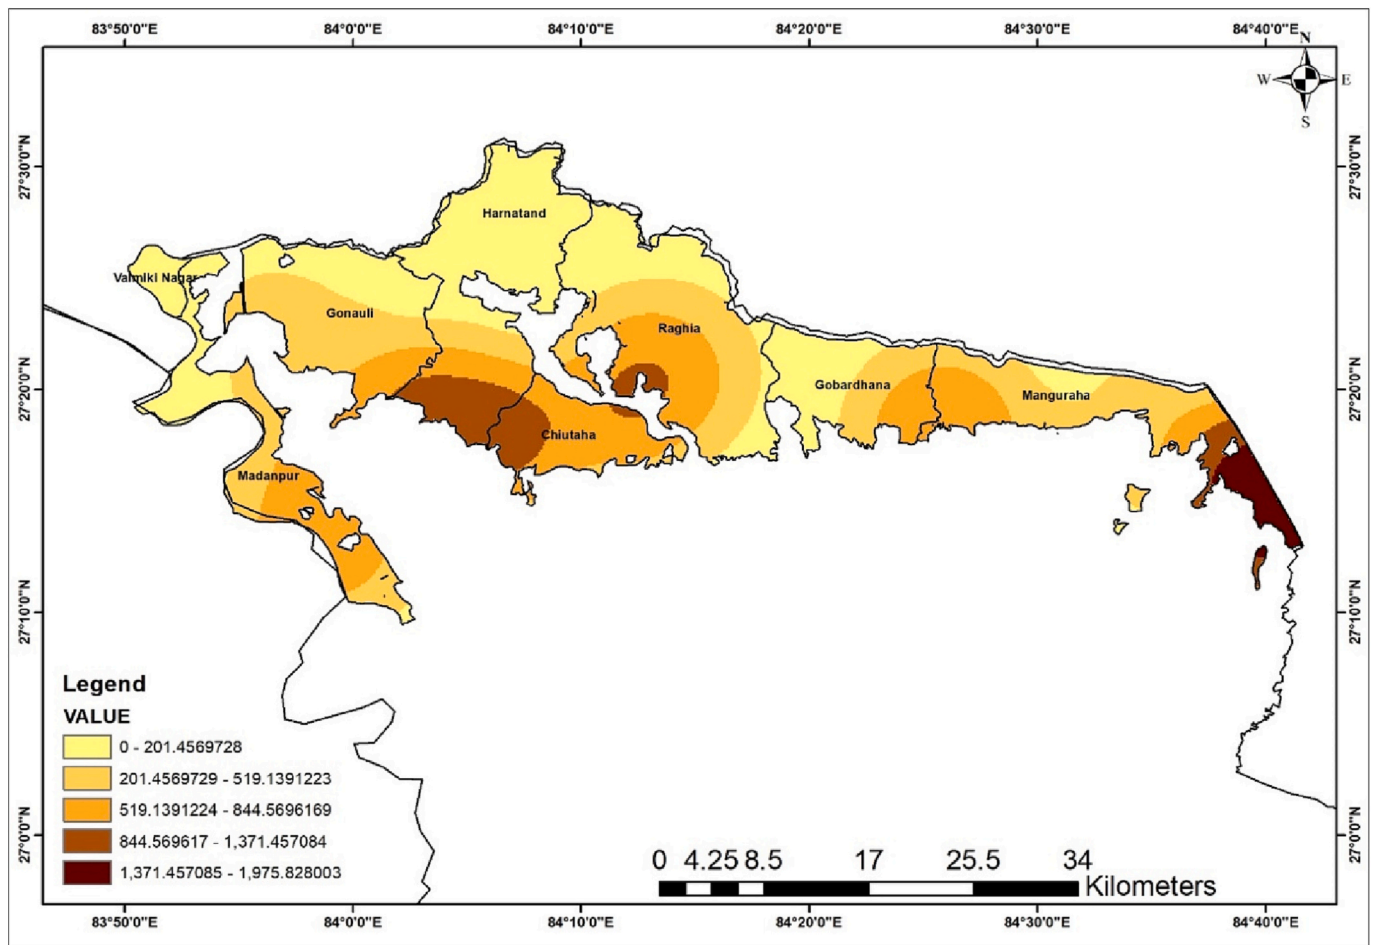 83°50'0"E 84°0'0"E 84°10'0"E 84°20'0"E 84°30'0"E 84°40'0"E
N
W E
S
27°30'0"N 27°30'0"N
Harnatand
Valmiki Nagar
Gonauli
Raghia
27°20'0"N 27°20'0"N
Gobardhana
Manguraha
Chiutaha
Madanpur
27°10'0"N 27°10'0"N
Legend
VALUE
0 - 201.4569728
201.4569729 - 519.1391223
519.1391224 - 844.5696169
844.569617 - 1,371.457084
1,371.457085 - 1,975.828003
27°0'0"N 27°0'0"N
0 4.25 8.5 17 25.5 34
Kilometers
83°50'0"E 84°0'0"E 84°10'0"E 84°20'0"E 84°30'0"E 84°40'0"E